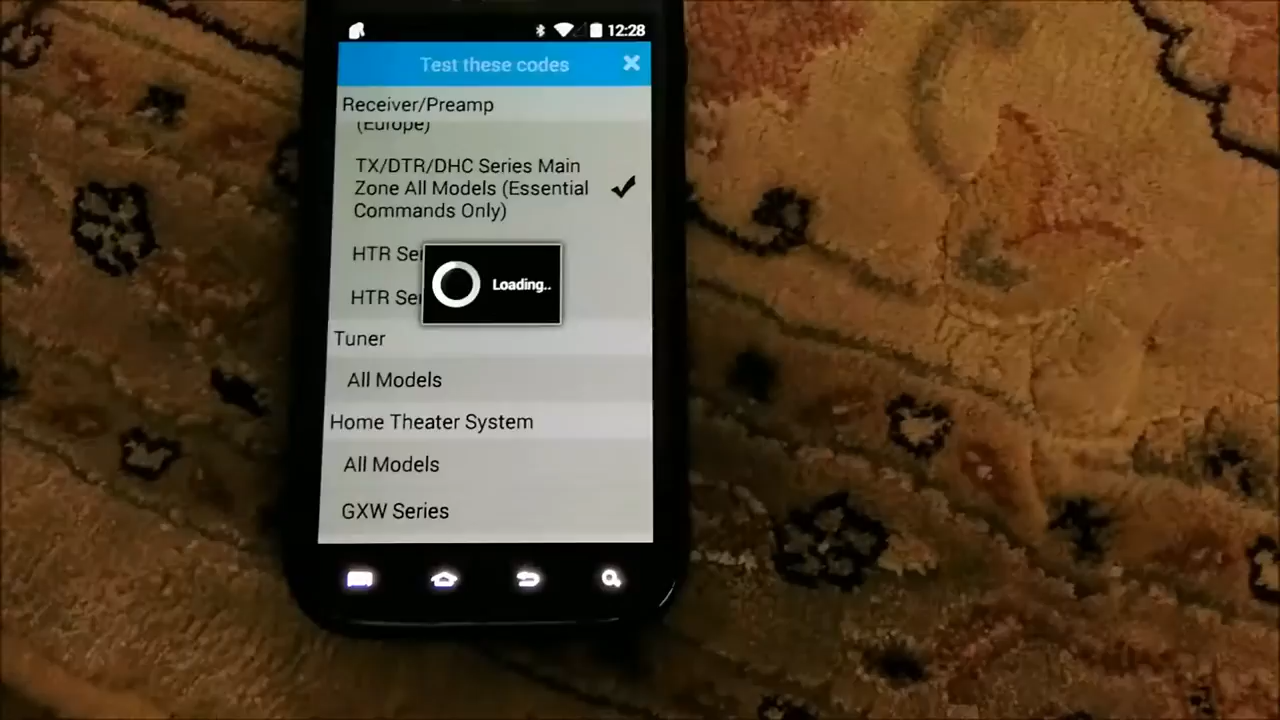 12:28
Test these codes
Receiver/Preamp
(Europe)
TX/DTR/DHC Series Main
Zone All Models (Essential
Commands Only)
HTR Se
Loading..
HTR Se
Tuner
All Models
Home Theater System
All Models
GXW Series